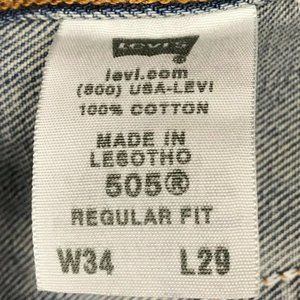 Levi's
levi.com
(800) USA-LEVI
100% COTTON
MADE IN
LESOTHO
505®
REGULAR FIT
W34 L29